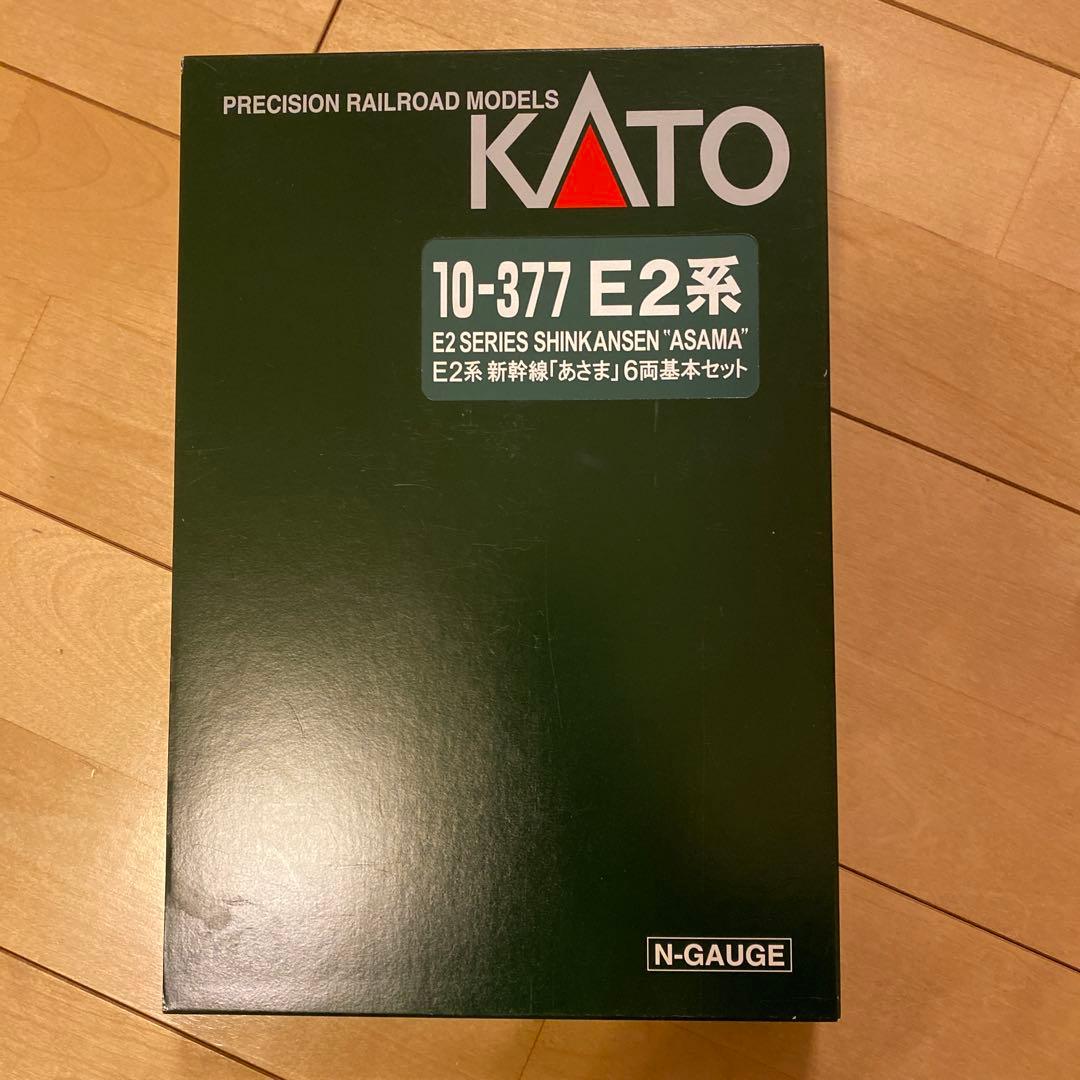 PRECISION RAILROAD MODELS
KATO
10-377 E2系
E2 SERIES SHINKANSEN "ASAMA"
E2系 新幹線「あさま」6両基本セット
N-GAUGE